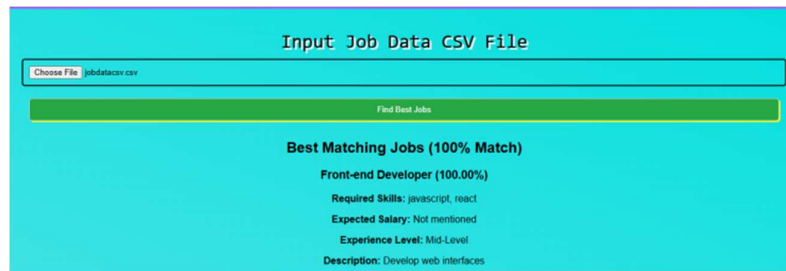 Input Job Data CSV File
Choose File jobdatacsv.csv
Find Best Jobs
Best Matching Jobs (100% Match)
Front-end Developer (100.00%)
Required Skills: javascript, react
Expected Salary: Not mentioned
Experience Level: Mid-Level
Description: Develop web interfaces